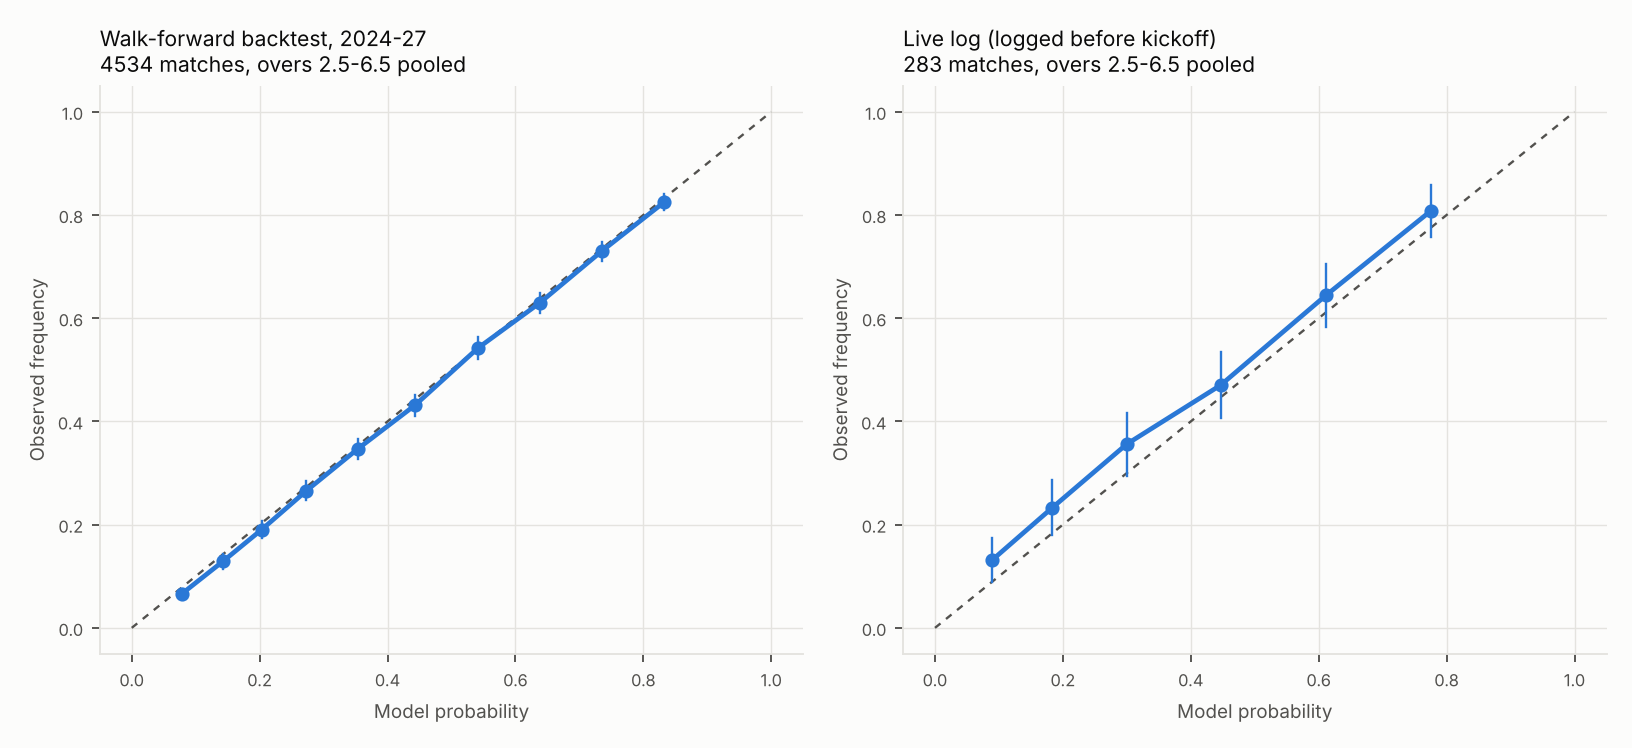 Walk-forward backtest, 2024-27
4534 matches, overs 2.5-6.5 pooled
1.0
0.8
0.6
0.4
0.2
0.0
Observed frequency
0.0 0.2 0.4 0.6 0.8 1.0
Model probability
Live log (logged before kickoff)
283 matches, overs 2.5-6.5 pooled
1.0
0.8
0.6
0.4
0.2
0.0
Observed frequency
0.0 0.2 0.4 0.6 0.8 1.0
Model probability